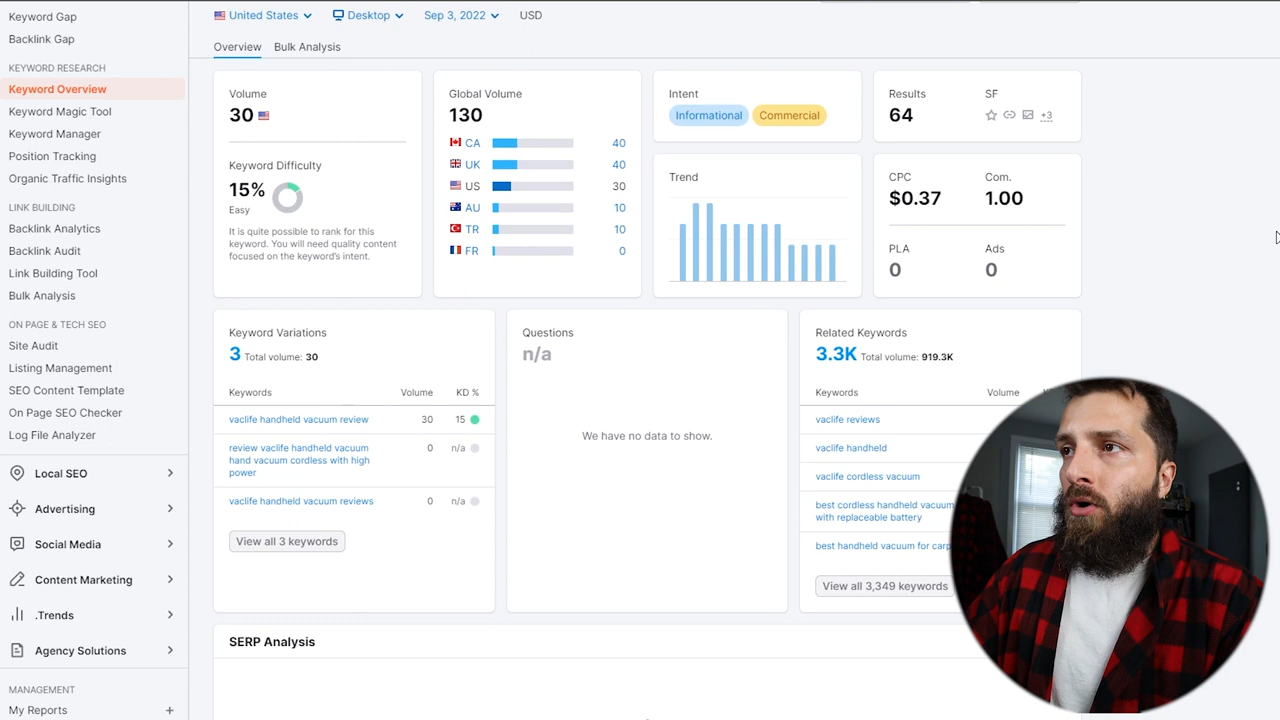 Keyword Gap
Backlink Gap
KEYWORD RESEARCH
Keyword Overview
Keyword Magic Tool
Keyword Manager
Position Tracking
Organic Traffic Insights
LINK BUILDING
Backlink Analytics
Backlink Audit
Link Building Tool
Bulk Analysis
ON PAGE & TECH SEO
Site Audit
Listing Management
SEO Content Template
On Page SEO Checker
Log File Analyzer
Local SEO
Advertising
Social Media
Content Marketing
.Trends
Agency Solutions
MANAGEMENT
My Reports +
United States Desktop Sep 3, 2022 USD
Overview Bulk Analysis
Volume
30
Keyword Difficulty
15%
Easy
It is quite possible to rank for this
keyword. You will need quality content
focused on the keyword's intent.
Global Volume
130
CA 40
UK 40
US 30
AU 10
TR 10
FR 0
Intent
Informational Commercial
Trend
Results SF
64 +3
CPC Com.
$0.37 1.00
PLA Ads
0 0
Keyword Variations
3 Total volume: 30
Keywords Volume KD %
vaclife handheld vacuum review 30 15
review vaclife handheld vacuum
hand vacuum cordless with high
power 0 n/a
vaclife handheld vacuum reviews 0 n/a
View all 3 keywords
Questions
n/a
We have no data to show.
Related Keywords
3.3K Total volume: 919.3K
Keywords Volume
vaclife reviews
vaclife handheld
vaclife cordless vacuum
best cordless handheld vacuum
with replaceable battery
best handheld vacuum for
View all 3,349 keywords
SERP Analysis